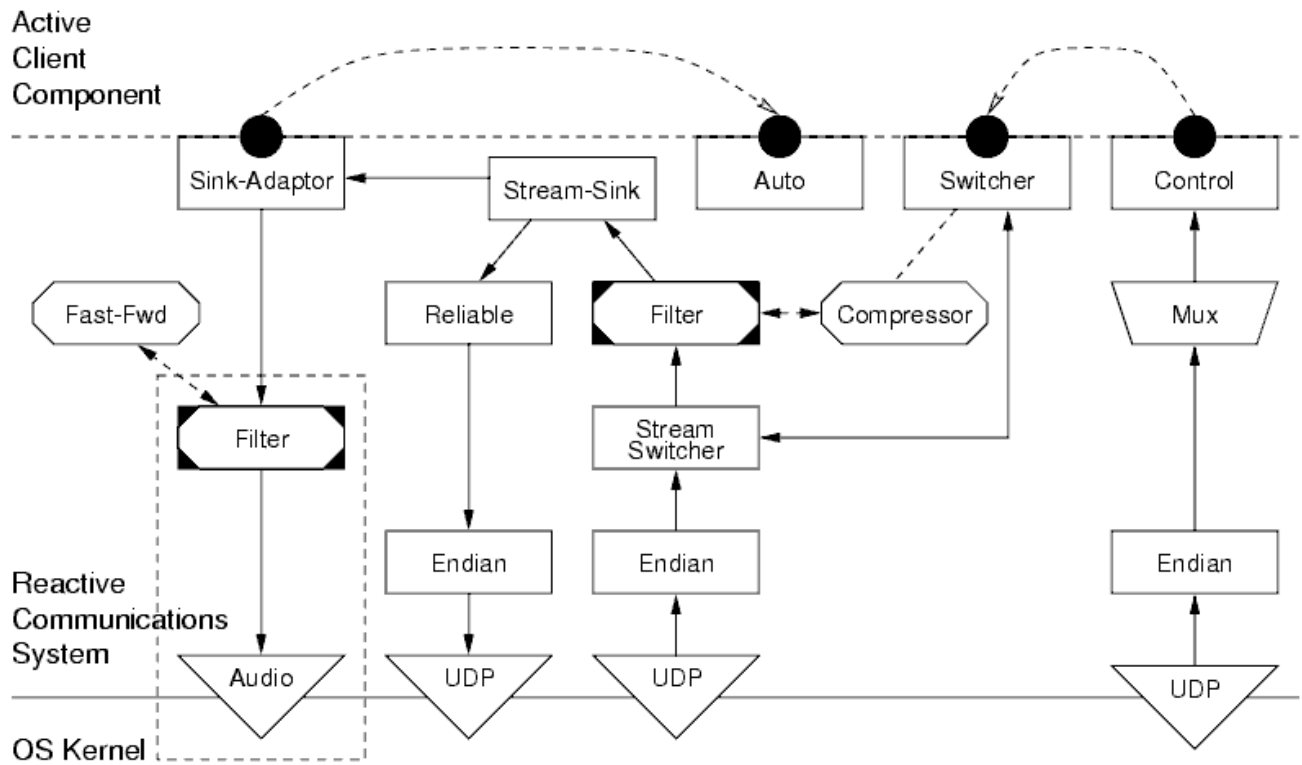 Active
Client
Component
Sink-Adaptor
Stream-Sink
Auto
Switcher
Control
Fast-Fwd
Reliable
Filter
Compressor
Mux
Filter
Stream
Switcher
Endian
Endian
Endian
Reactive
Communications
System
Audio
UDP
UDP
UDP
OS Kernel